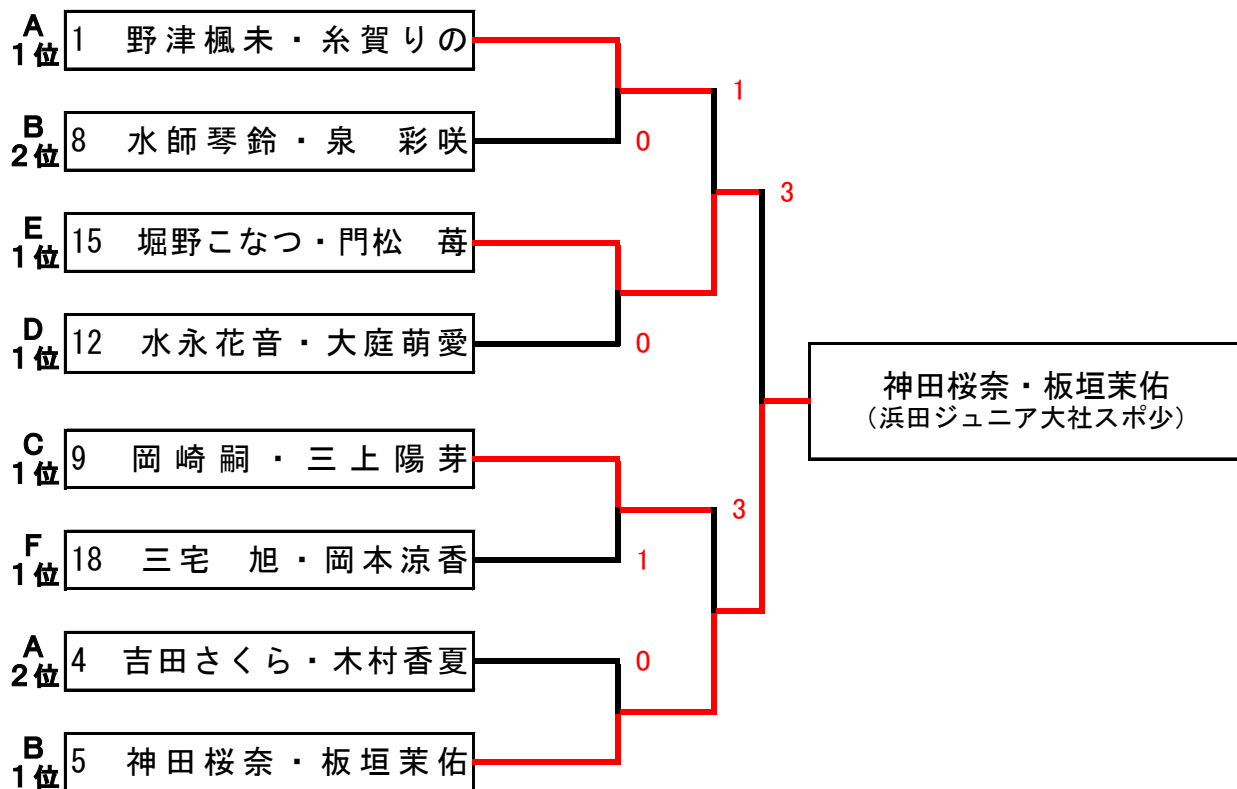 A
1位 1 野津楓未・糸賀りの
1
B
2位 8 水師琴鈴・泉 彩咲
0
3
E
1位 15 堀野こなつ・門松 苺
D
1位 12 水永花音・大庭萌愛
0
神田桜奈・板垣茉佑
（浜田ジュニア大社スポ少）
C
1位 9 岡崎嗣・三上陽芽
3
F
1位 18 三宅 旭・岡本涼香
1
A
2位 4 吉田さくら・木村香夏
0
B
1位 5 神田桜奈・板垣茉佑